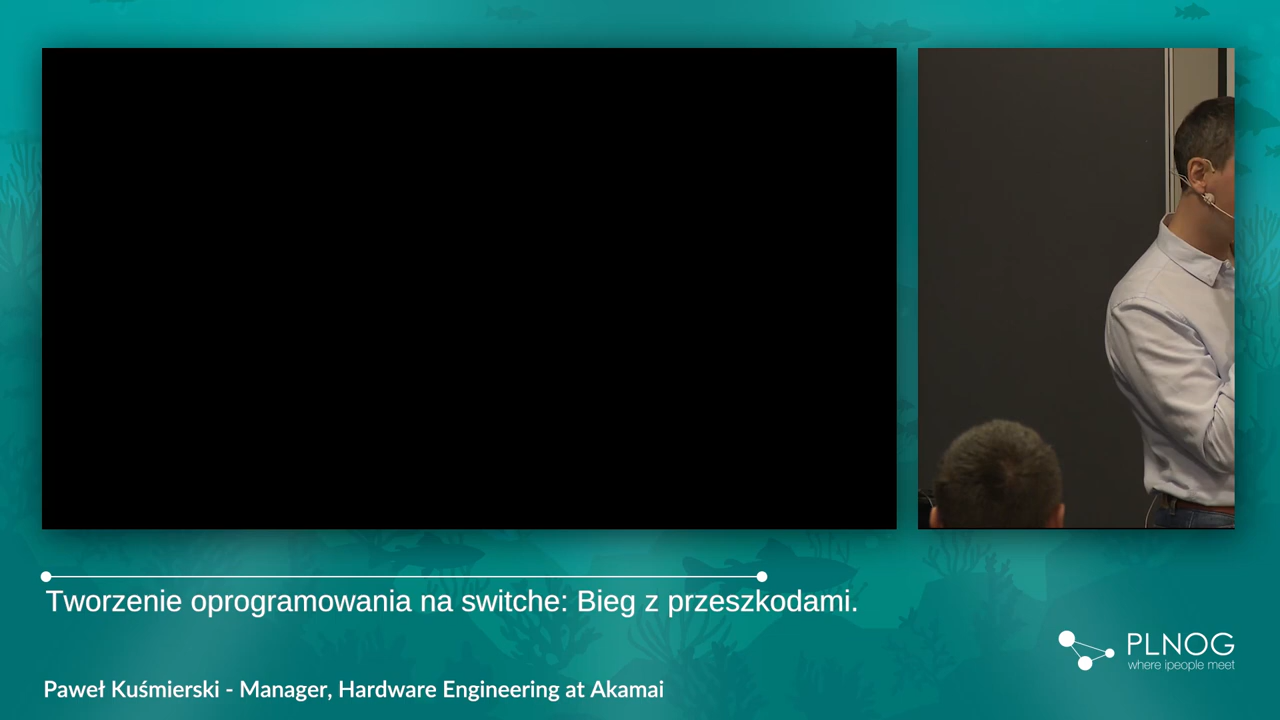 Tworzenie oprogramowania na switche: Bieg z przeszkodami.
PLNOG
where ipeople meet
Paweł Kuśmierski - Manager, Hardware Engineering at Akamai